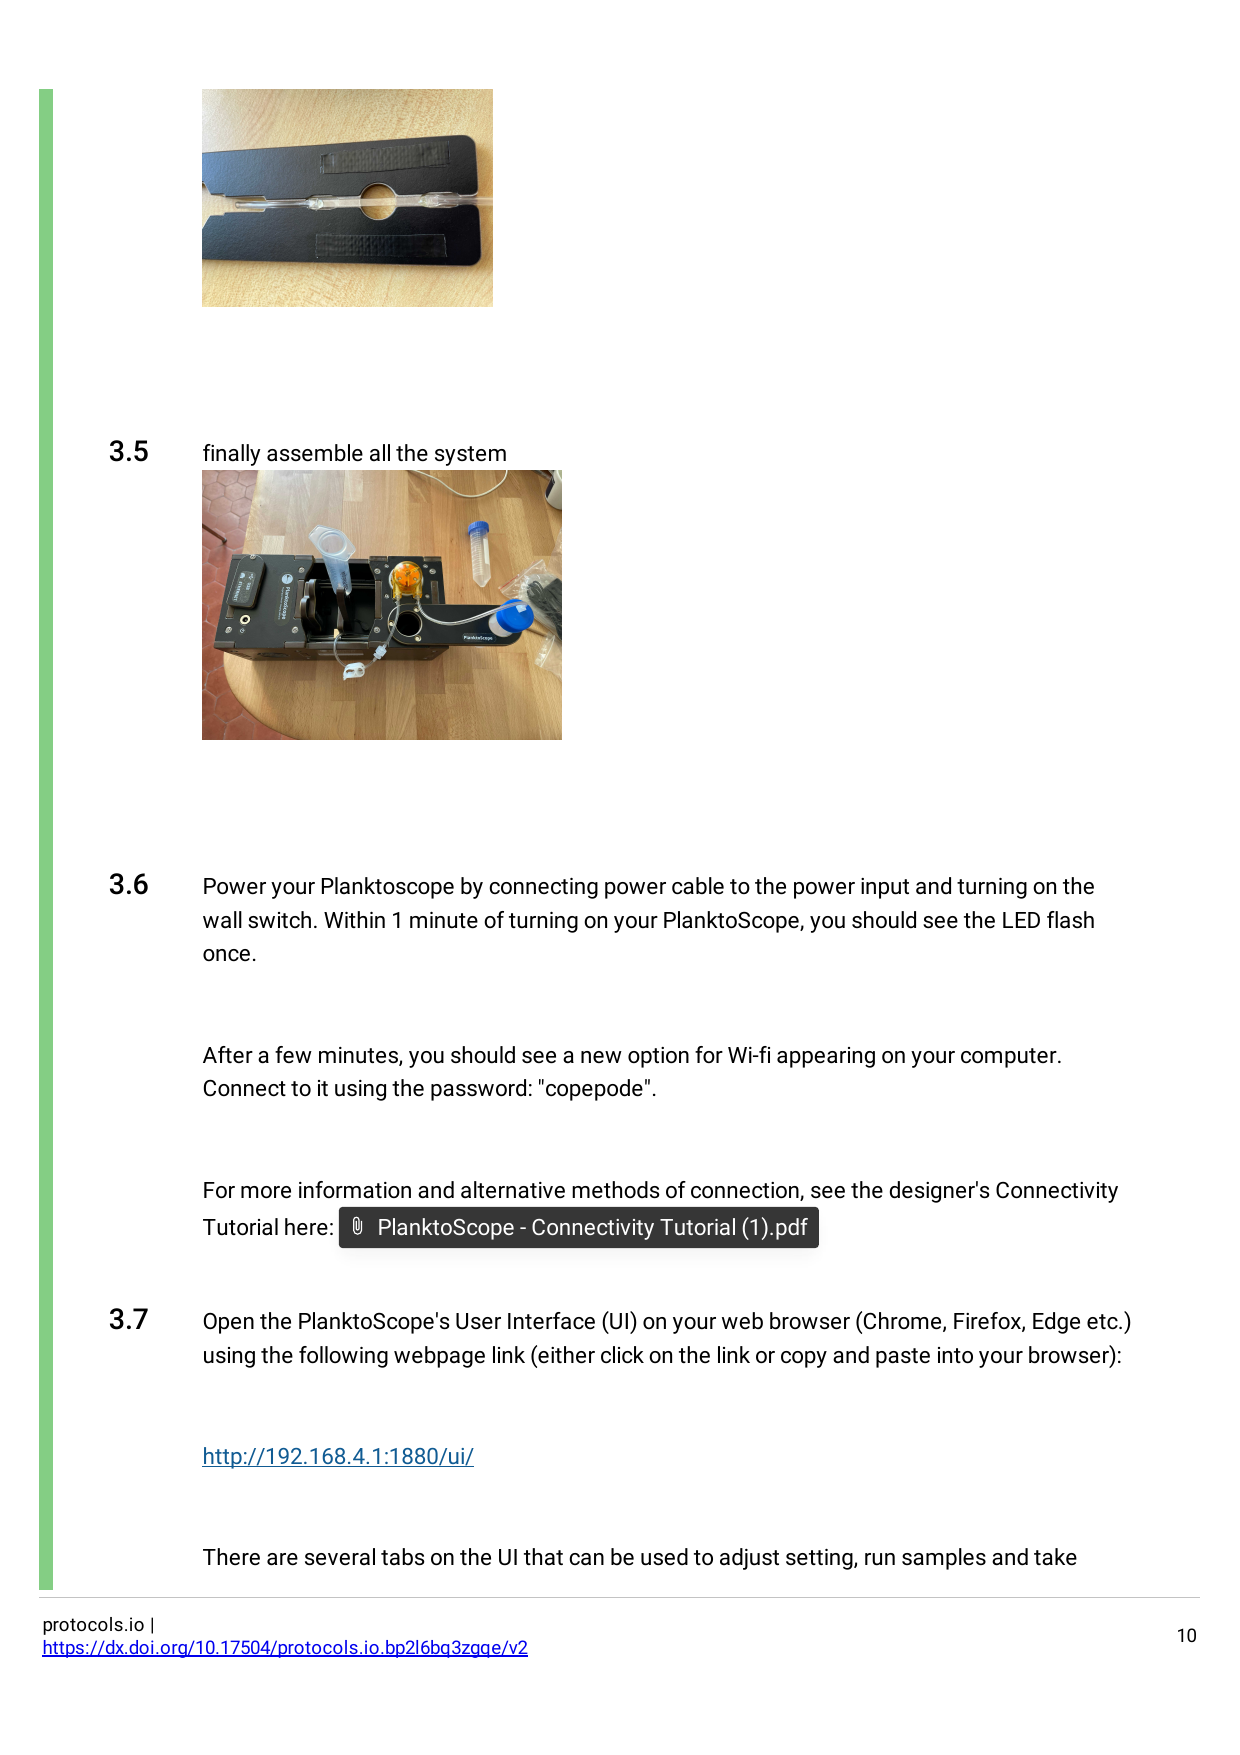 3.5 finally assemble all the system
PlanktoScope
PlanktoScope
3.6 Power your Planktoscope by connecting power cable to the power input and turning on the
wall switch. Within 1 minute of turning on your PlanktoScope, you should see the LED flash
once.
After a few minutes, you should see a new option for Wi-fi appearing on your computer.
Connect to it using the password: "copepode".
For more information and alternative methods of connection, see the designer's Connectivity
Tutorial here: PlanktoScope - Connectivity Tutorial (1).pdf
3.7 Open the PlanktoScope's User Interface (UI) on your web browser (Chrome, Firefox, Edge etc.)
using the following webpage link (either click on the link or copy and paste into your browser):
http://192.168.4.1:1880/ui/
There are several tabs on the UI that can be used to adjust setting, run samples and take
protocols.io |
https://dx.doi.org/10.17504/protocols.io.bp2l6bq3zgqe/v2
10